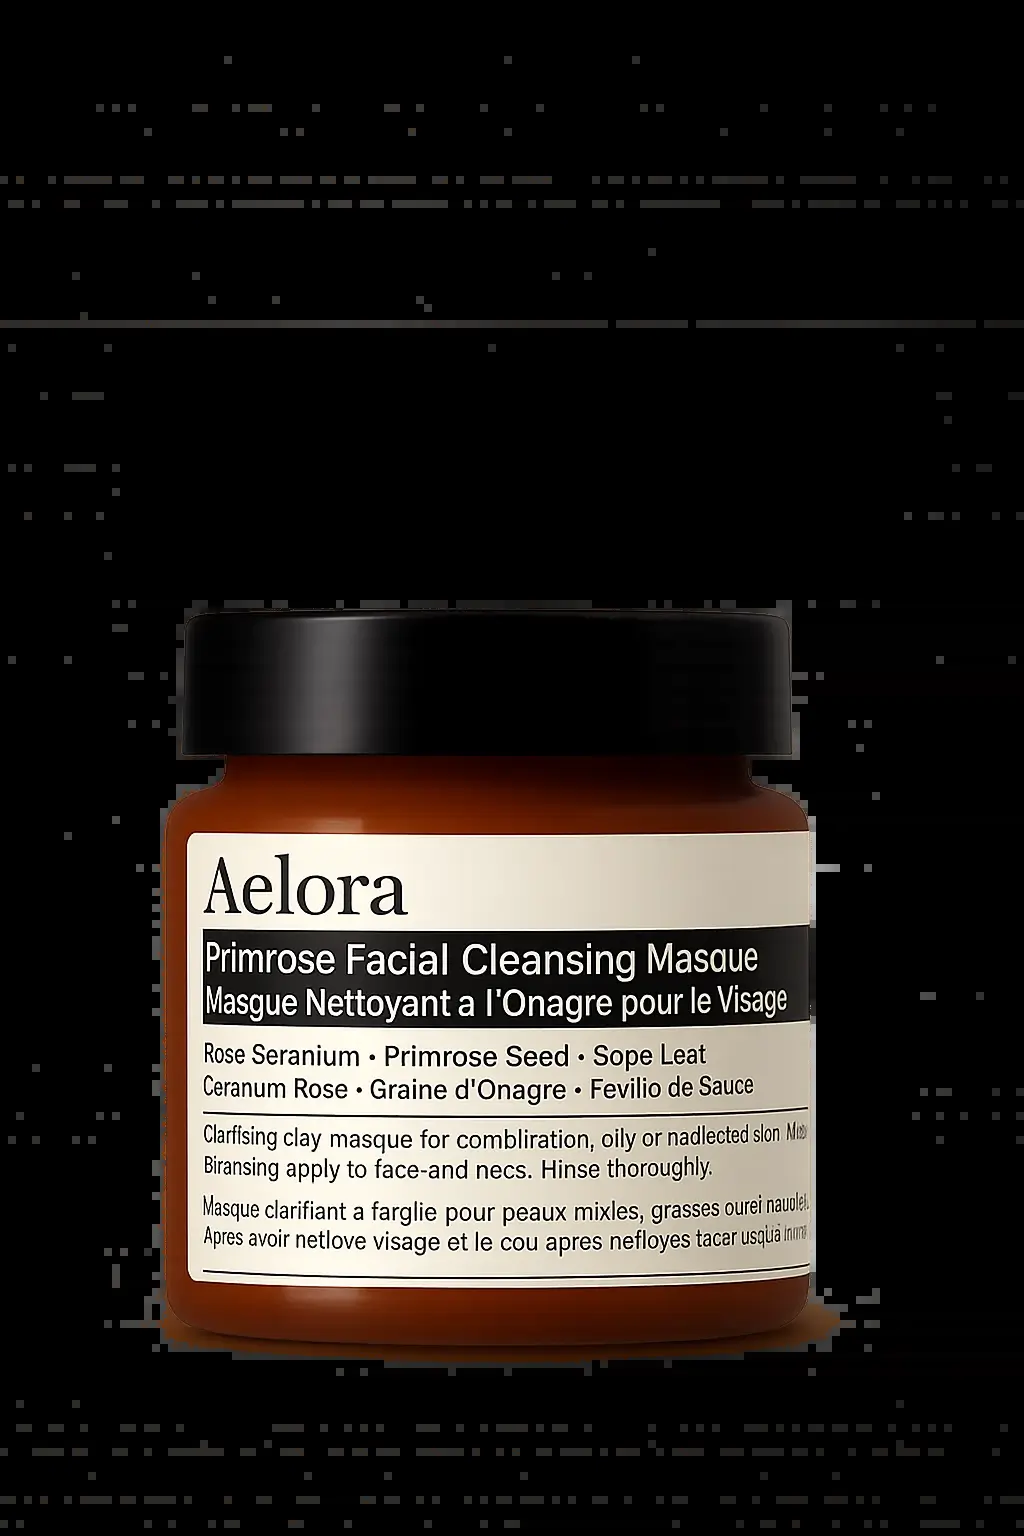 Aelora
Primrose Facial Cleansing Masque
Masgue Nettoyant a l'Onagre pour le Visage
Rose Seranium • Primrose Seed • Sope Leat
Ceranum Rose • Graine d'Onagre • Fevilio de Sauce
Clarffsing clay masque for combliration, oily or nadlected slon
Biransing apply to face-and necs. Hinse thoroughly.
Masque clarifiant a farglie pour peaux mixles, grasses ourei
Apres avoir netlove visage et le cou apres nefloyes tacar